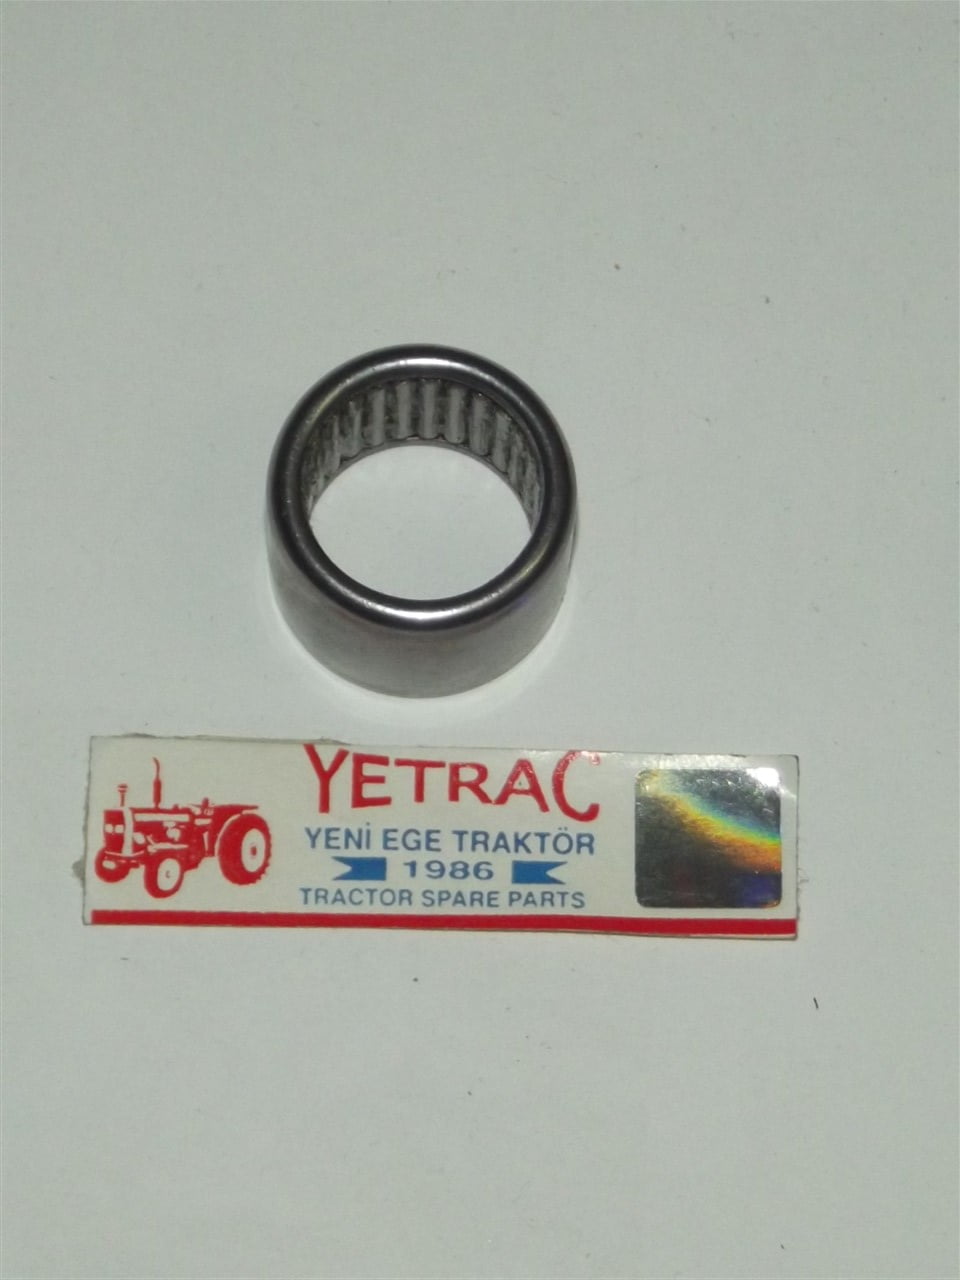 YETRAC
YENİ EGE TRAKTÖR
1986
TRACTOR SPARE PARTS